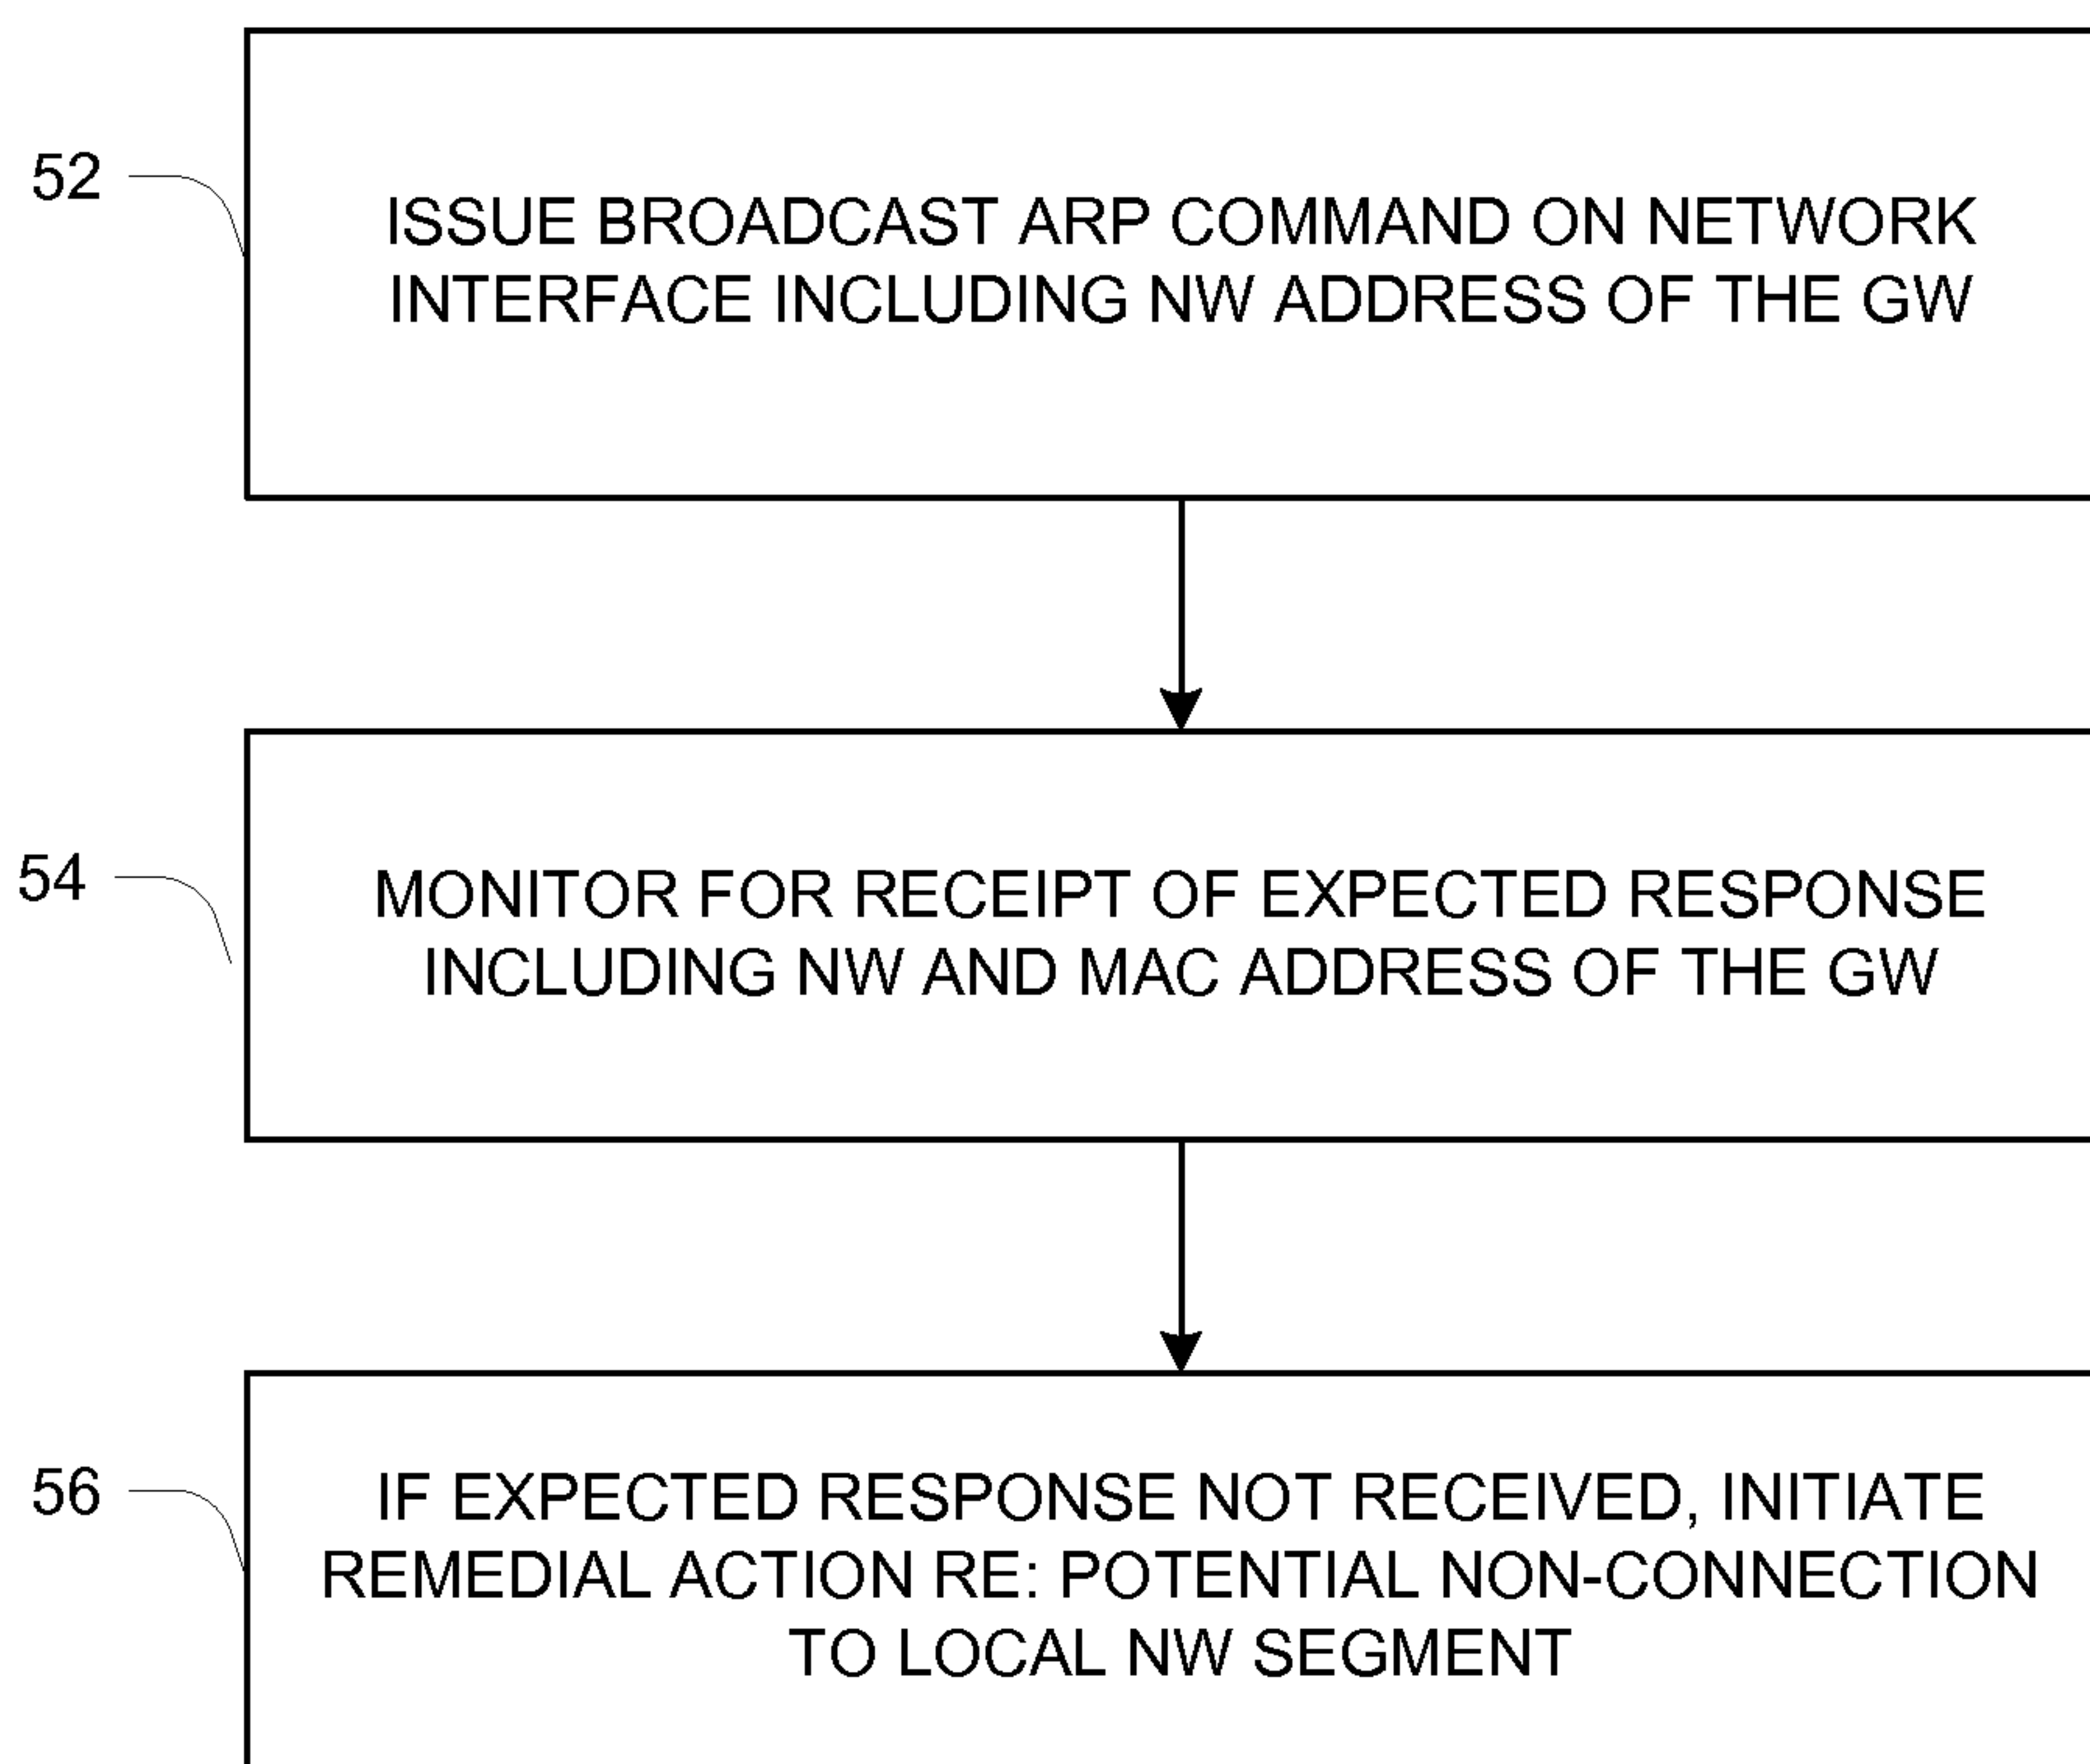 52
ISSUE BROADCAST ARP COMMAND ON NETWORK
INTERFACE INCLUDING NW ADDRESS OF THE GW
54
MONITOR FOR RECEIPT OF EXPECTED RESPONSE
INCLUDING NW AND MAC ADDRESS OF THE GW
56
IF EXPECTED RESPONSE NOT RECEIVED, INITIATE
REMEDIAL ACTION RE: POTENTIAL NON-CONNECTION
TO LOCAL NW SEGMENT